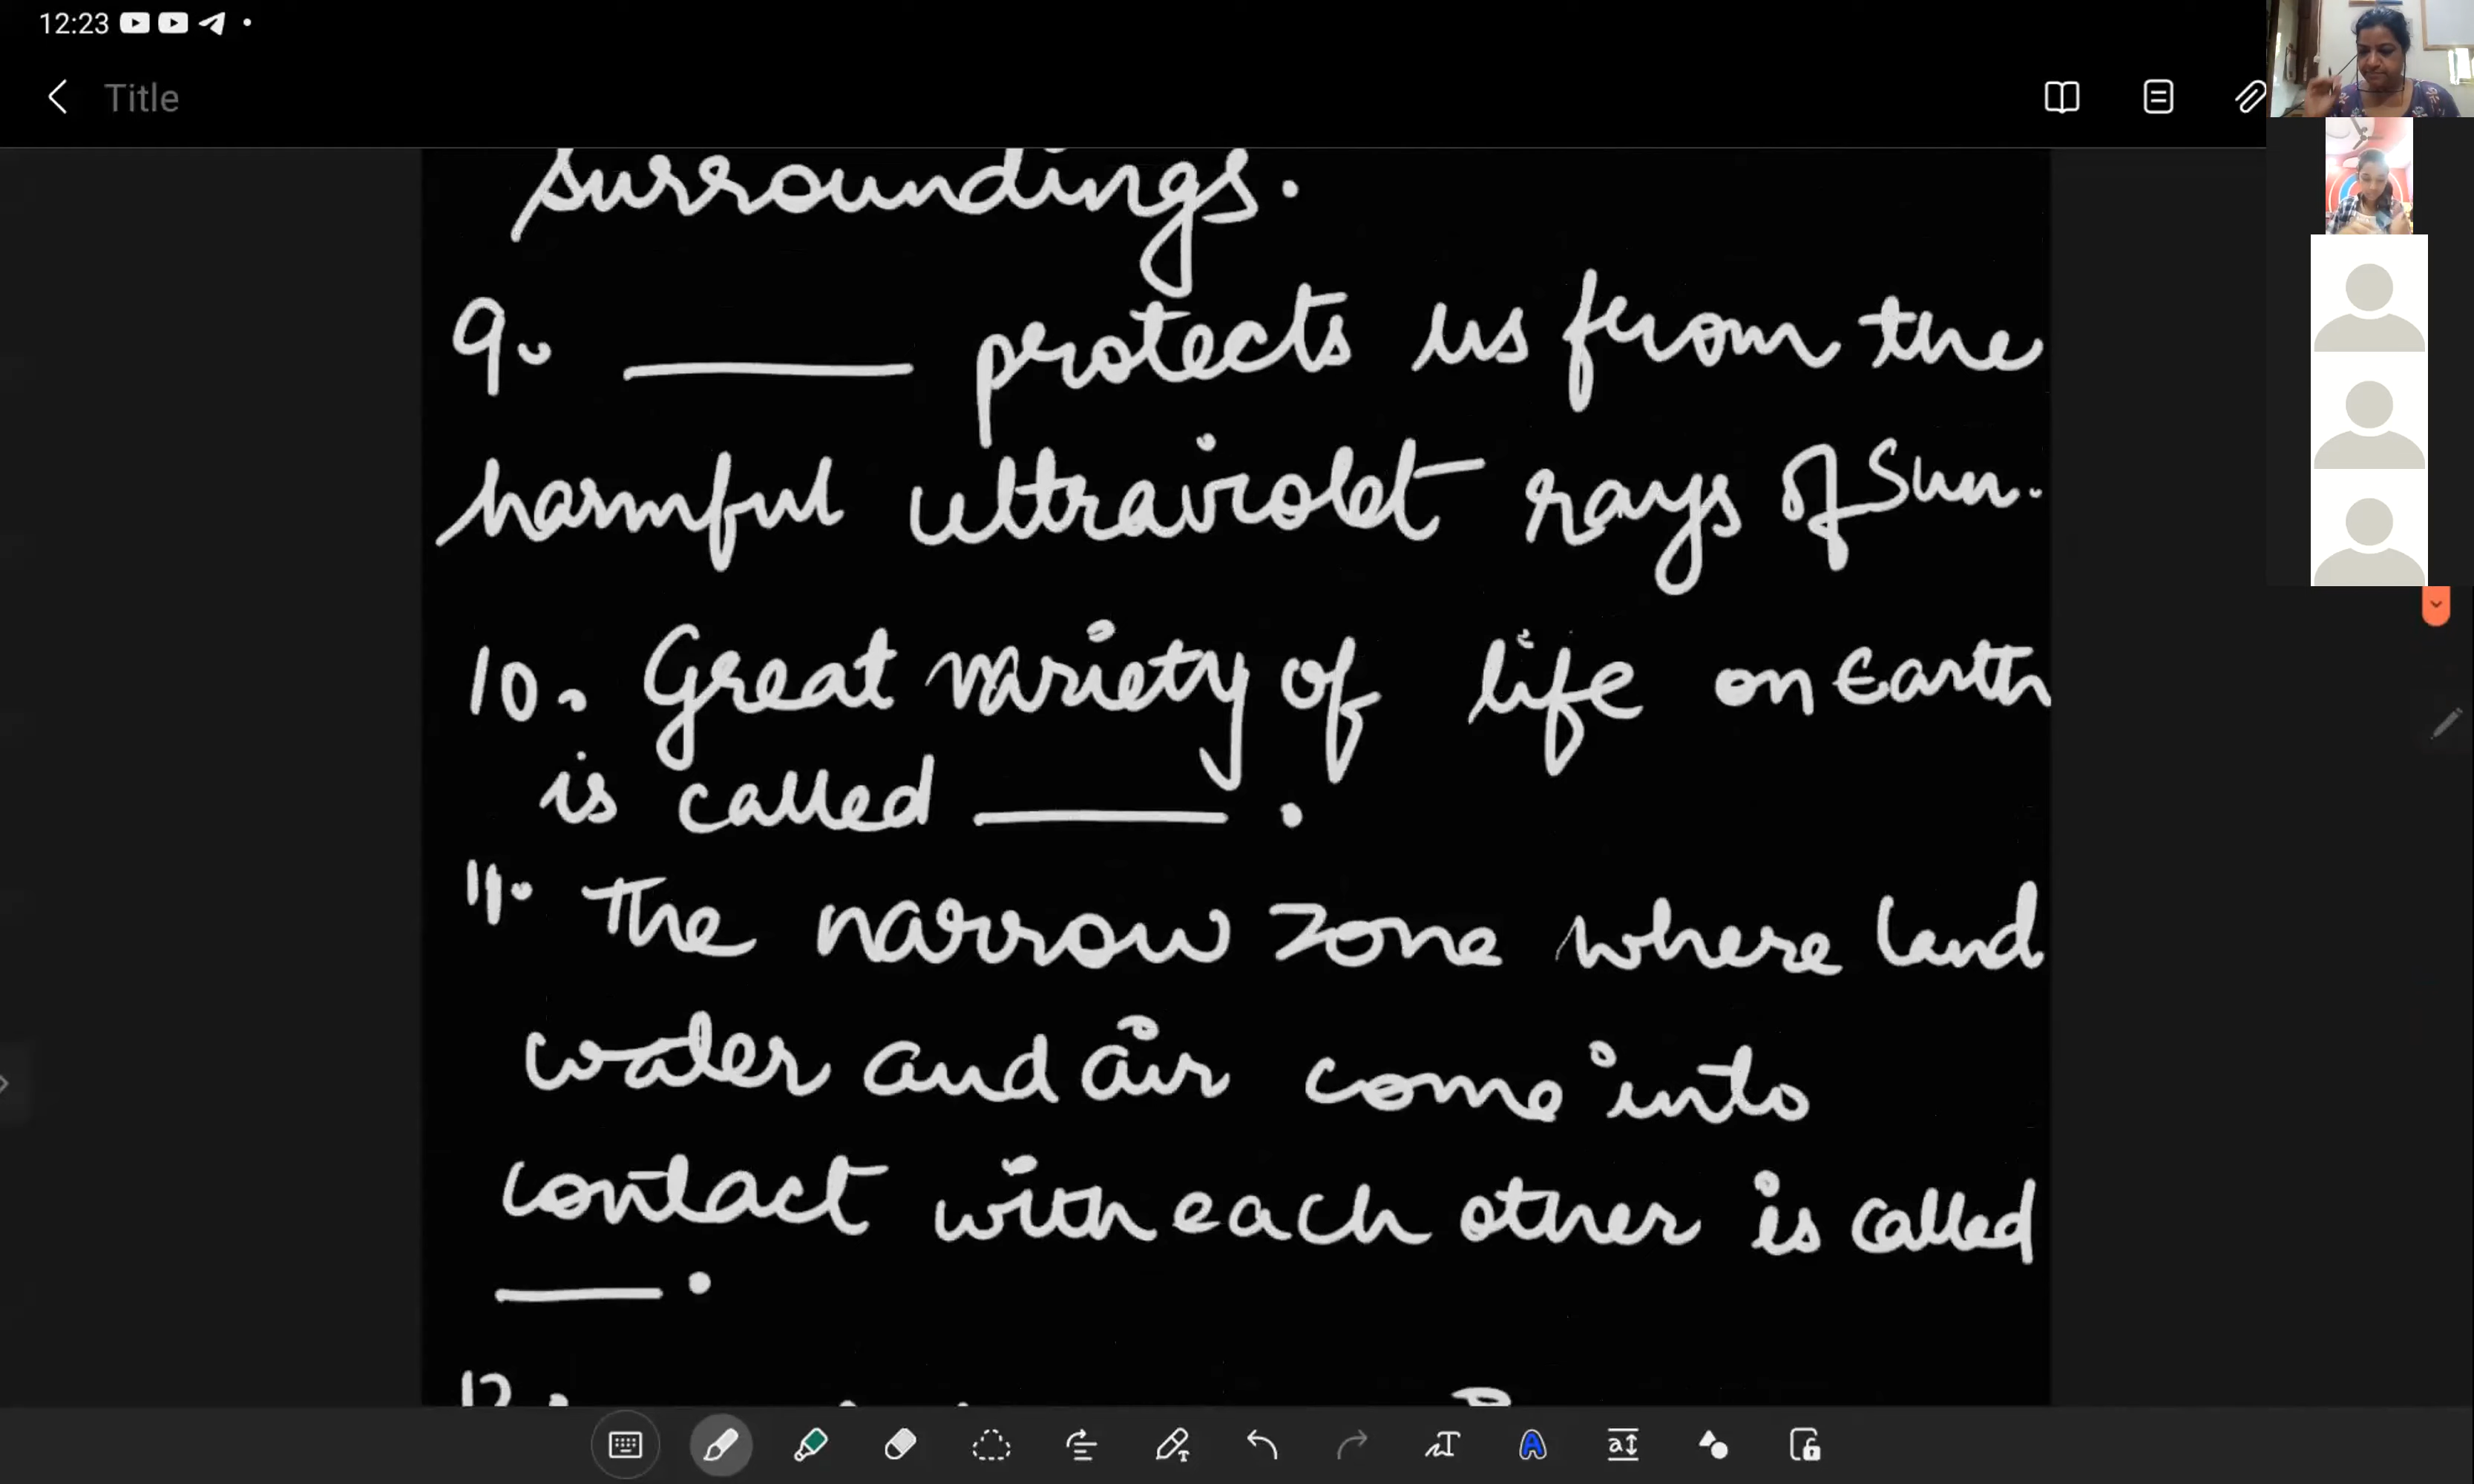 12:23
Title
surroundings.
9. ______ protects us from the
harmful ultraviolet rays of Sun.
10. Great variety of life on Earth
is called ______ .
11. The narrow zone where land
water and air come into
contact with each other is called
______ .
12.